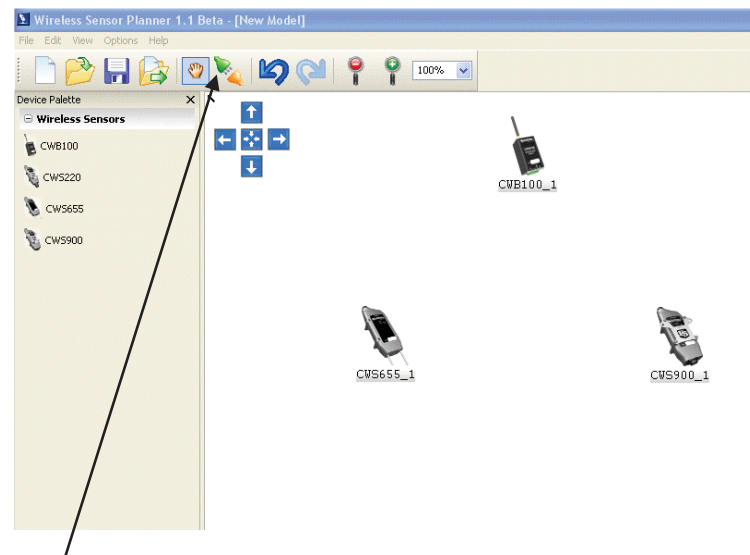 Wireless Sensor Planner 1.1 Beta - [New Model]
File Edit View Options Help
100%
Device Palette X
Wireless Sensors
CWB100
CWS220
CWS655
CWS900
CWB100_1
CWS655_1
CWS900_1